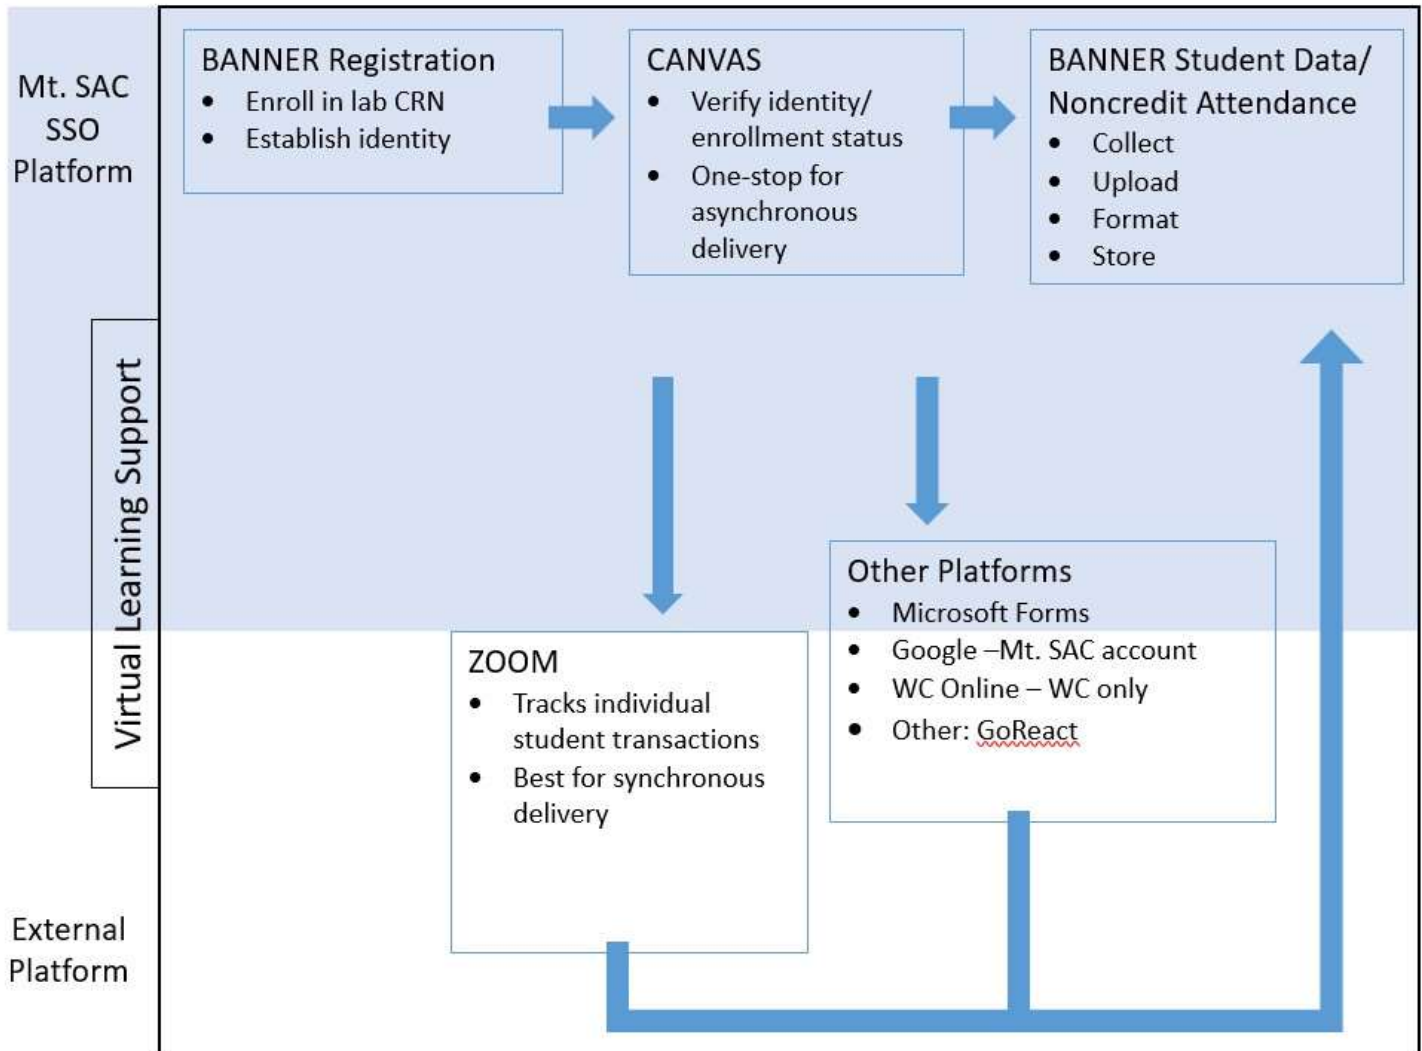 Mt. SAC
SSO
Platform
BANNER Registration
• Enroll in lab CRN
• Establish identity
CANVAS
• Verify identity/
enrollment status
• One-stop for
asynchronous
delivery
BANNER Student Data/
Noncredit Attendance
• Collect
• Upload
• Format
• Store
Virtual Learning Support
Other Platforms
• Microsoft Forms
• Google –Mt. SAC account
• WC Online – WC only
• Other: GoReact
ZOOM
• Tracks individual
student transactions
• Best for synchronous
delivery
External
Platform